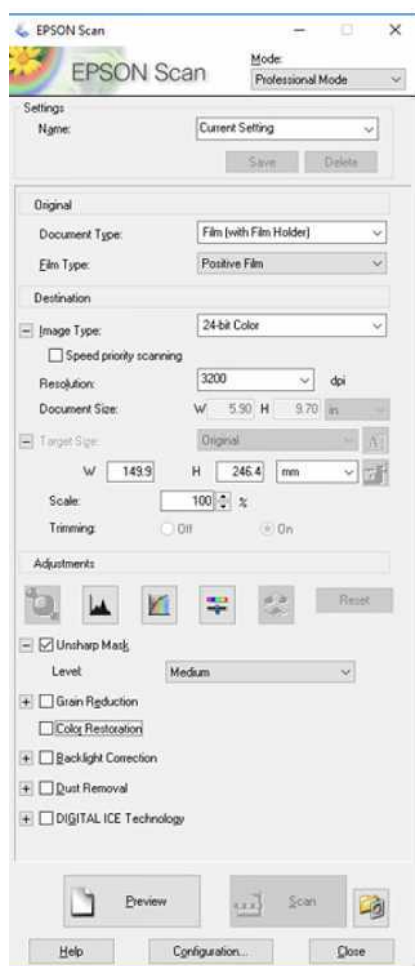 EPSON Scan
EPSON Scan
Mode:
Professional Mode
Settings
Name:
Current Setting
Save
Delete
Original
Document Type:
Film (with Film Holder)
Film Type:
Positive Film
Destination
Image Type:
24-bit Color
Speed priority scanning
Resolution:
3200
dpi
Document Size:
W 5.90 H 9.70 in
Target Size:
Original
W 149.9 H 246.4 mm
Scale:
100 %
Trimming:
Off
On
Adjustments
Reset
Unsharp Mask
Level:
Medium
Grain Reduction
Color Restoration
Backlight Correction
Dust Removal
DIGITAL ICE Technology
Preview
Scan
Help
Configuration...
Close